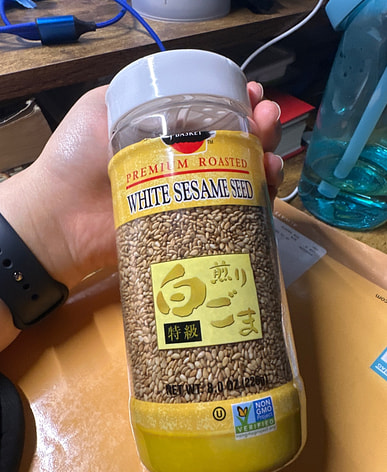 BASKET
PREMIUM ROASTED
WHITE SESAME SEED
煎り
白ごま
特級
NET WT. 8.0 OZ (226g)
U
NON
GMO
Project
VERIFIED